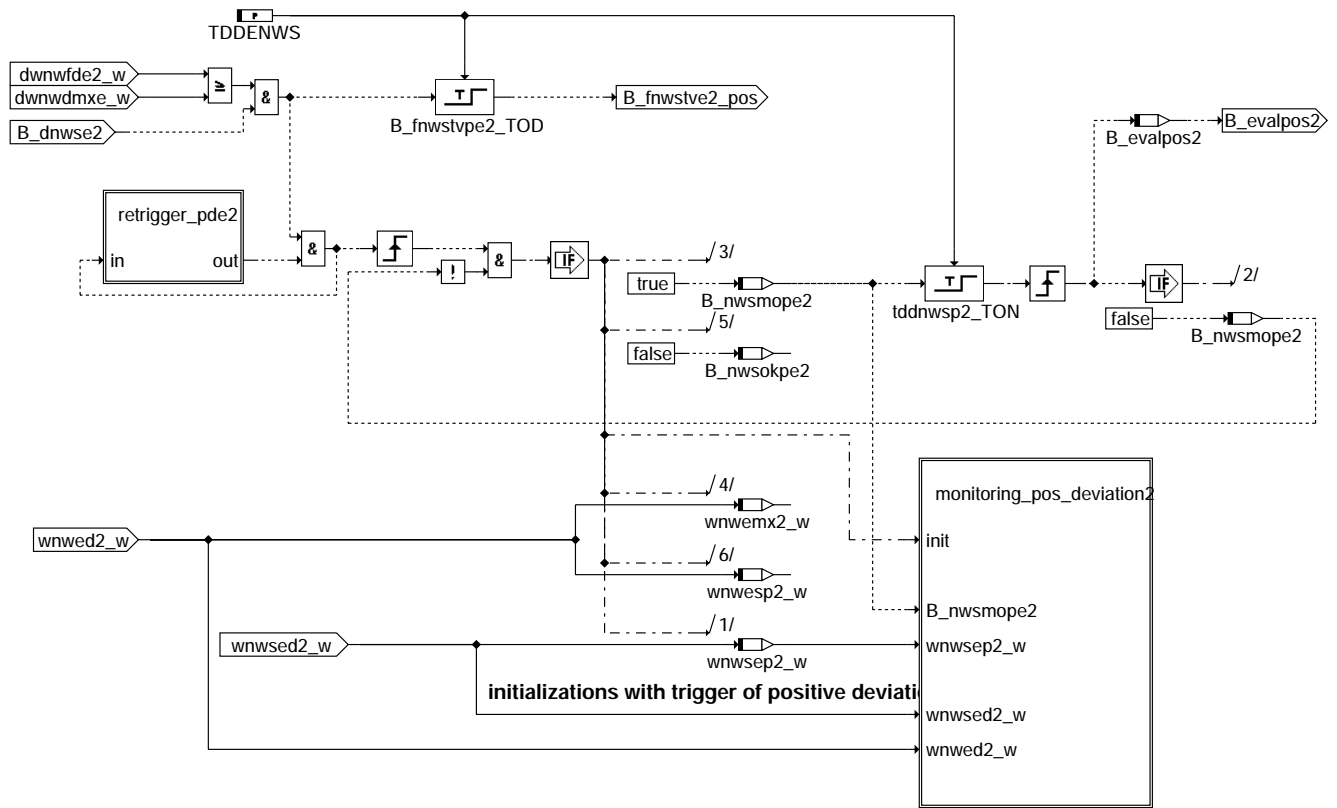 P
TDDENWS
dwnwfde2_w
dwnwdmxe_w
≥
&
T
B_fnwstvpe2_TOD
B_fnwstve2_pos
B_dnwse2
B_evalpos2
B_evalpos2
retrigger_pde2
in
out
&
!
&
IF
/3/
true
B_nwsmope2
/5/
false
B_nwsokpe2
T
tddnwsp2_TON
IF
/2/
false
B_nwsmope2
/4/
wnwemx2_w
wnwed2_w
/6/
wnwesp2_w
/1/
wnwsed2_w
wnwsep2_w
initializations with trigger of positive deviati
monitoring_pos_deviation2
init
B_nwsmope2
wnwsep2_w
wnwsed2_w
wnwed2_w